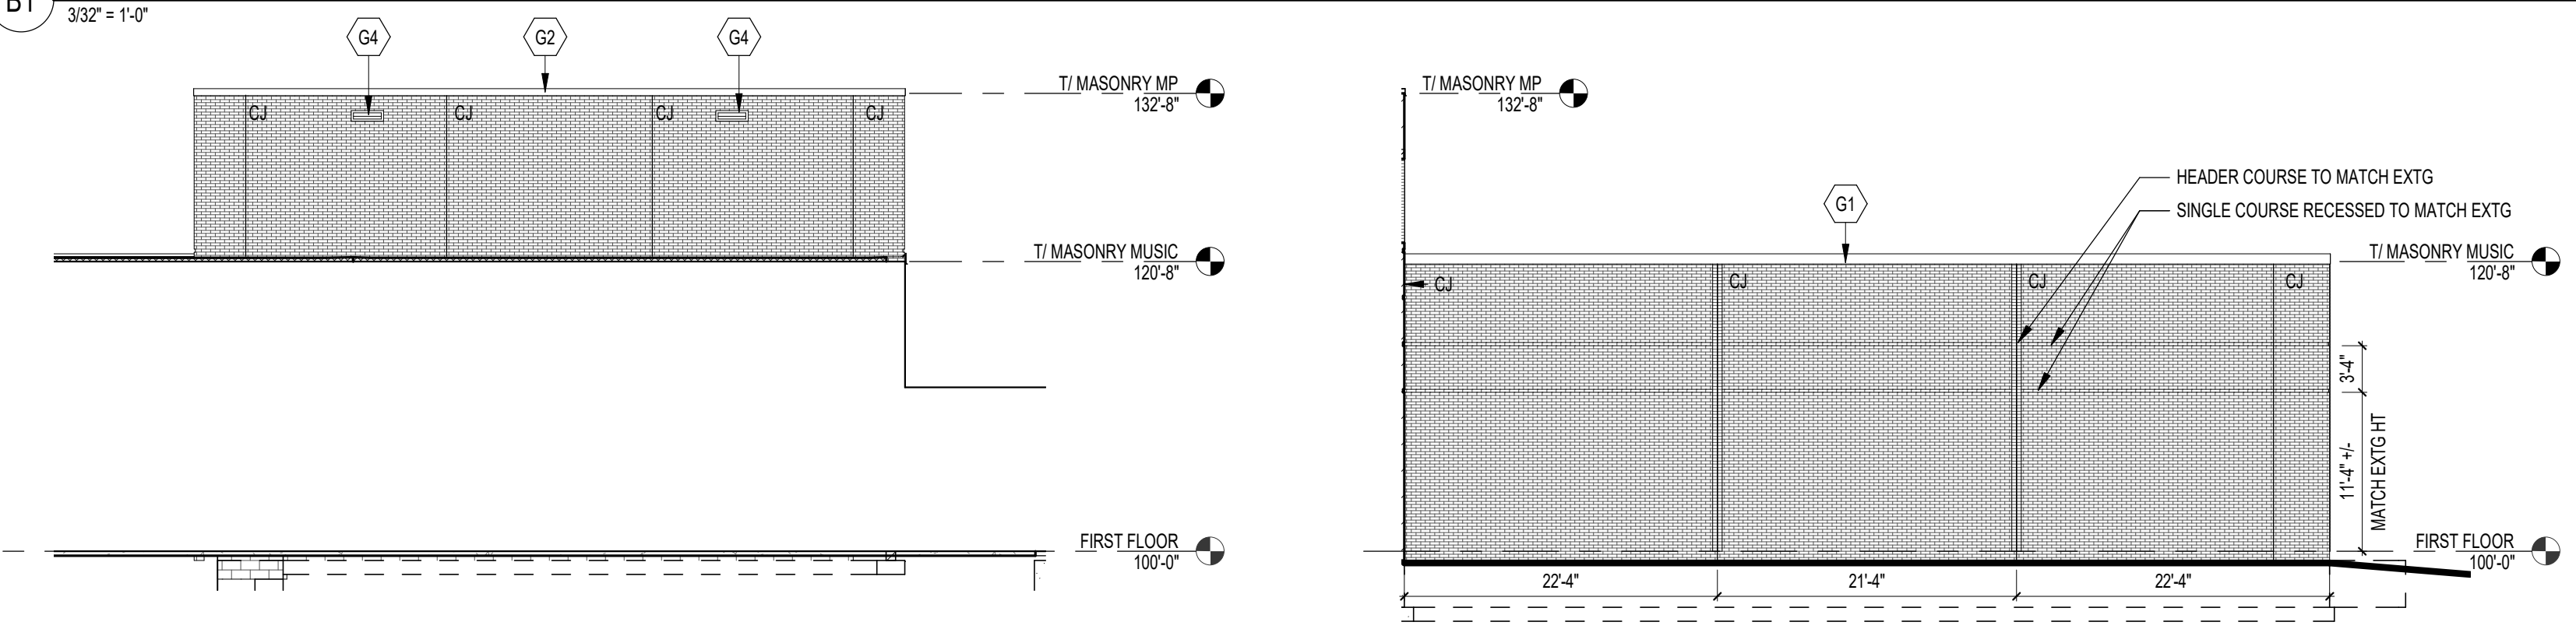 B1
3/32" = 1'-0"
G4
G2
G4
T/ MASONRY MP
132'-8"
CJ
CJ
CJ
CJ
T/ MASONRY MUSIC
120'-8"
FIRST FLOOR
100'-0"
T/ MASONRY MP
132'-8"
HEADER COURSE TO MATCH EXTG
G1
SINGLE COURSE RECESSED TO MATCH EXTG
T/ MASONRY MUSIC
120'-8"
CJ
CJ
CJ
CJ
3'-4"
11'-4" +/-
MATCH EXTG HT
FIRST FLOOR
100'-0"
22'-4"
21'-4"
22'-4"